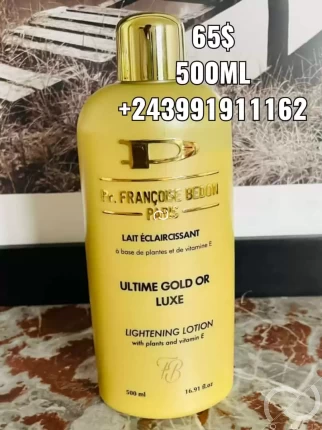 65$
500ML
+243991911162
Pr. FRANÇOISE BEDON
PARIS
LAIT ÉCLAIRCISSANT
à base de plantes et de vitamine E
ULTIME GOLD OR
LUXE
LIGHTENING LOTION
with plants and vitamin E
FB
500 ml 16.91 fl.oz